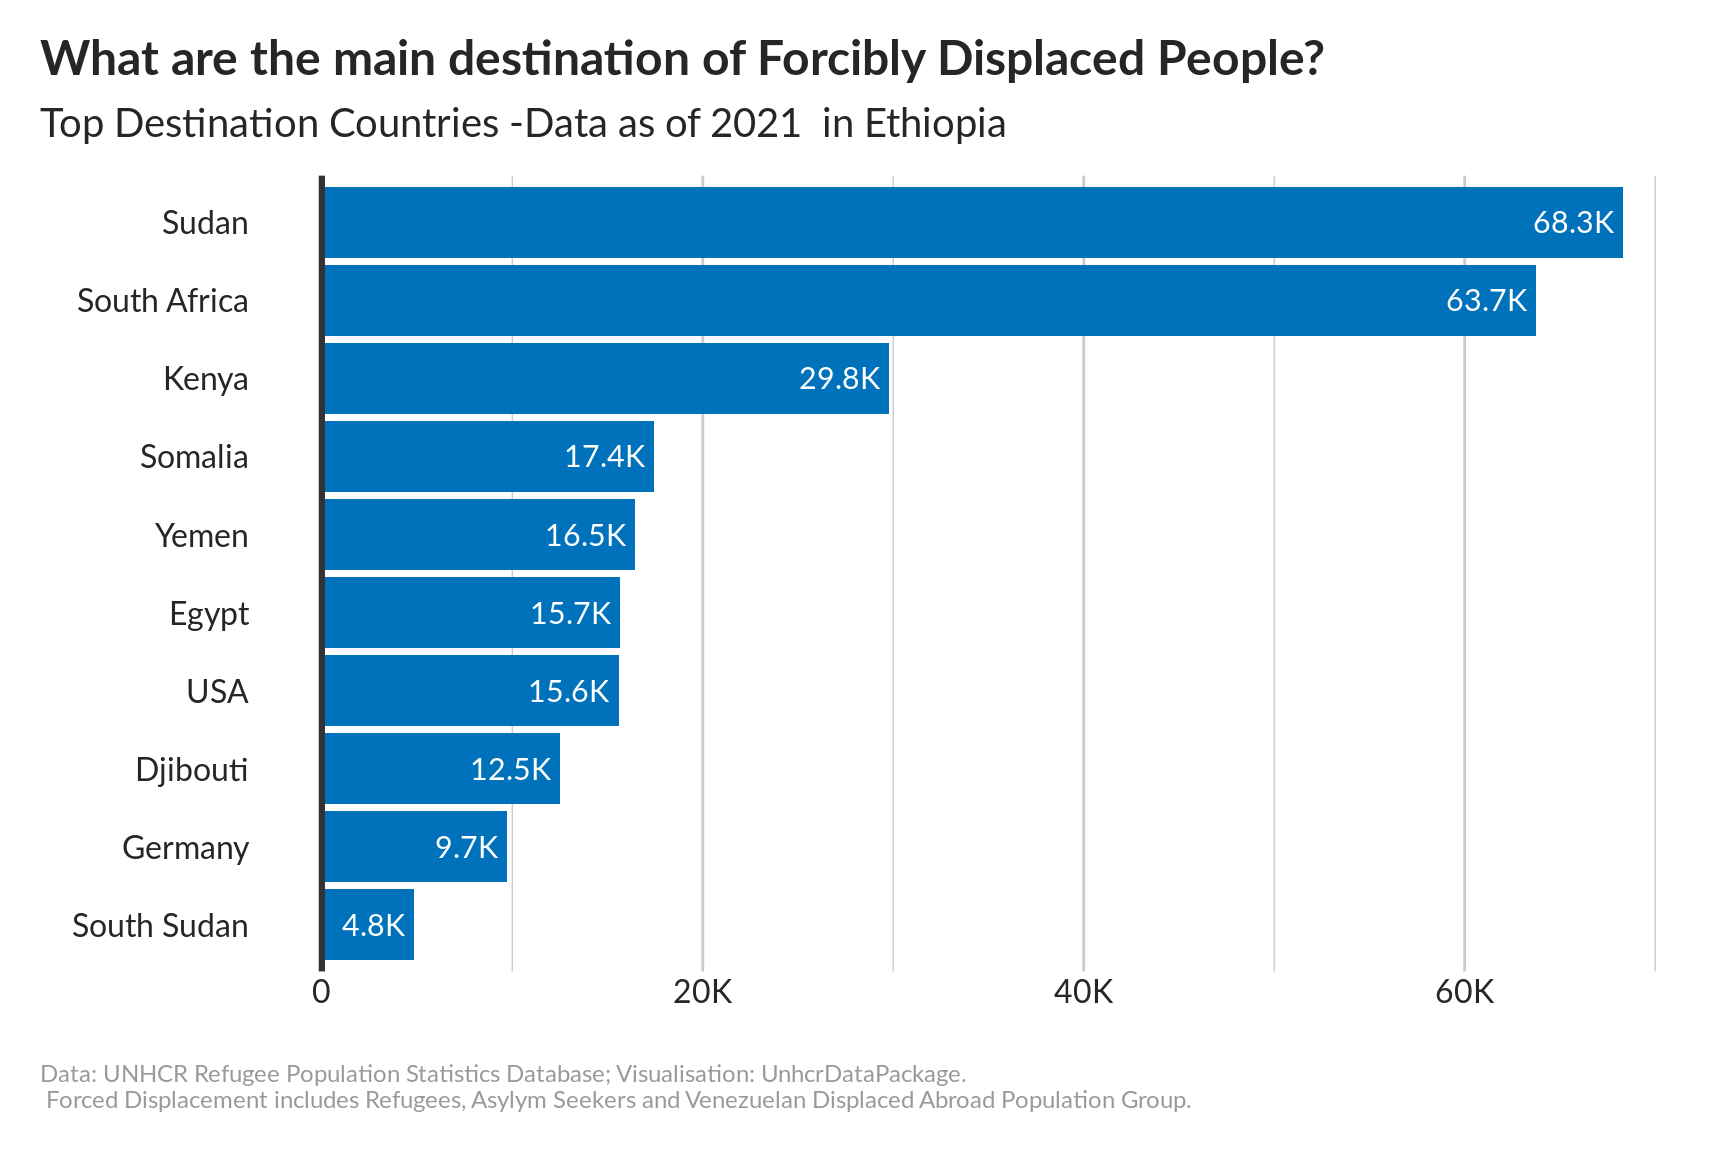 What are the main destination of Forcibly Displaced People?
Top Destination Countries -Data as of 2021  in Ethiopia
Sudan 68.3K
South Africa 63.7K
Kenya 29.8K
Somalia 17.4K
Yemen 16.5K
Egypt 15.7K
USA 15.6K
Djibouti 12.5K
Germany 9.7K
South Sudan 4.8K
0 20K 40K 60K
Data: UNHCR Refugee Population Statistics Database; Visualisation: UnhcrDataPackage.
Forced Displacement includes Refugees, Asylym Seekers and Venezuelan Displaced Abroad Population Group.